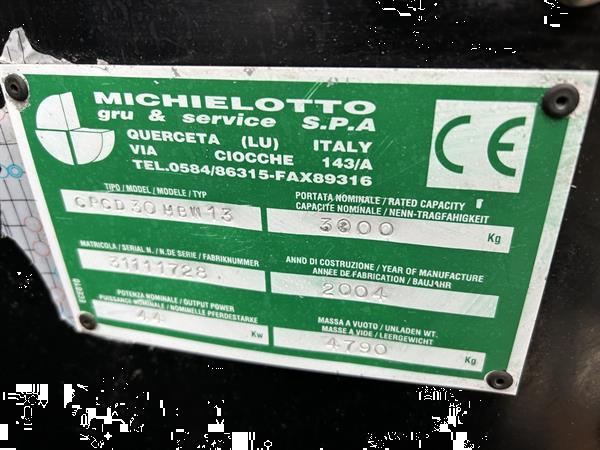 MICHIELOTTO
gru & service S.P.A
QUERCETA (LU) ITALY
VIA CIOCCHE 143/A
TEL.0584/86315-FAX89316
CE
TIPO / MODEL / MODELE / TYP
CPCD30MBW13
PORTATA NOMINALE / RATED CAPACITY
CAPACITE NOMINALE / NENN-TRAGFAHIGKEIT
3000 Kg
MATRICOLA / SERIAL N. / N.DE SERIE / FABRIKNUMMER
31111728
ANNO DI COSTRUZIONE / YEAR OF MANUFACTURE
ANNEE DE FABRICATION / BAUJAHR
2004
POTENZA NOMINALE / OUTPUT POWER
PUISSANCE NOMINALE / NOMINELLE PFERDESTARKE
44 Kw
MASSA A VUOTO / UNLADEN WT.
MASSE A VIDE / LEERGEWICHT
4790 Kg
ECE010